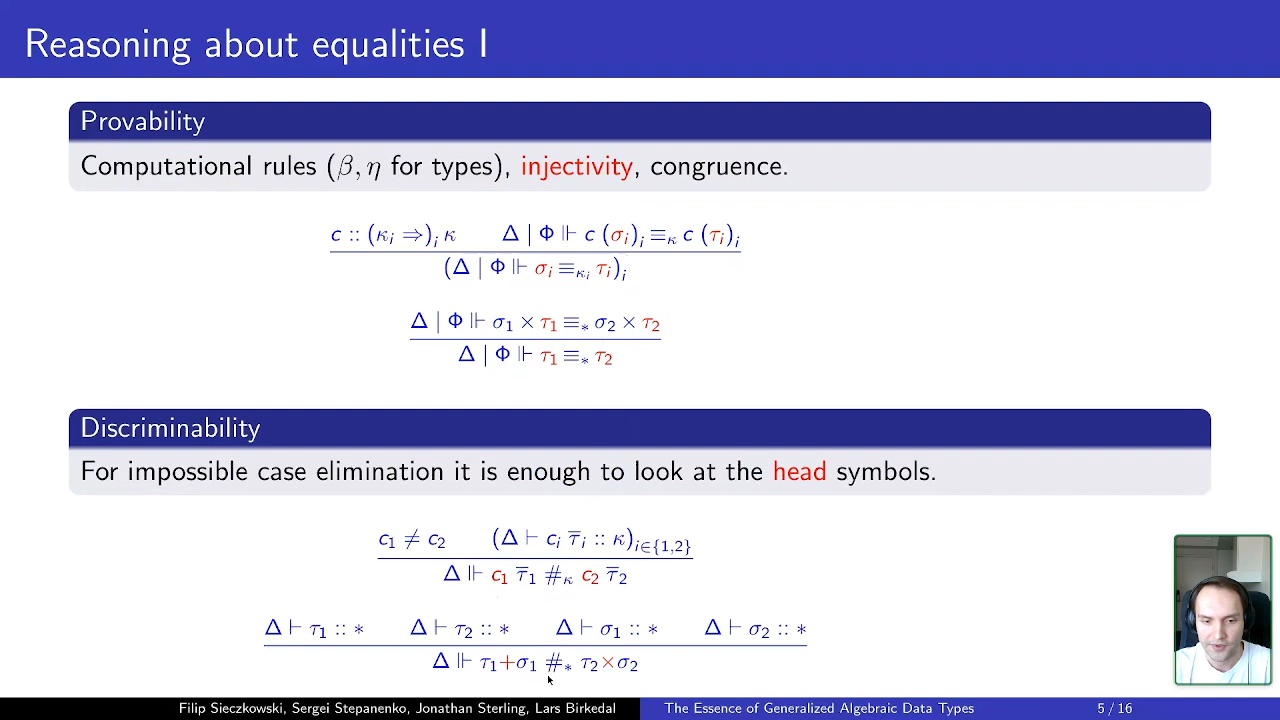 Reasoning about equalities I
Provability
Computational rules (β, η for types), injectivity, congruence.
c :: (κᵢ ⇒)ᵢ κ Δ | Φ ⊩ c (σᵢ)ᵢ ≡κ c (τᵢ)ᵢ
(Δ | Φ ⊩ σᵢ ≡κᵢ τᵢ)ᵢ
Δ | Φ ⊩ σ₁ × τ₁ ≡∗ σ₂ × τ₂
Δ | Φ ⊩ τ₁ ≡∗ τ₂
Discriminability
For impossible case elimination it is enough to look at the head symbols.
c₁ ≠ c₂ (Δ ⊢ cᵢ τ̅ᵢ :: κ)i∈{1,2}
Δ ⊩ c₁ τ̅₁ #κ c₂ τ̅₂
Δ ⊢ τ₁ :: ∗ Δ ⊢ τ₂ :: ∗ Δ ⊢ σ₁ :: ∗ Δ ⊢ σ₂ :: ∗
Δ ⊩ τ₁+σ₁ #∗ τ₂×σ₂
Filip Sieczkowski, Sergei Stepanenko, Jonathan Sterling, Lars Birkedal The Essence of Generalized Algebraic Data Types 5 / 16